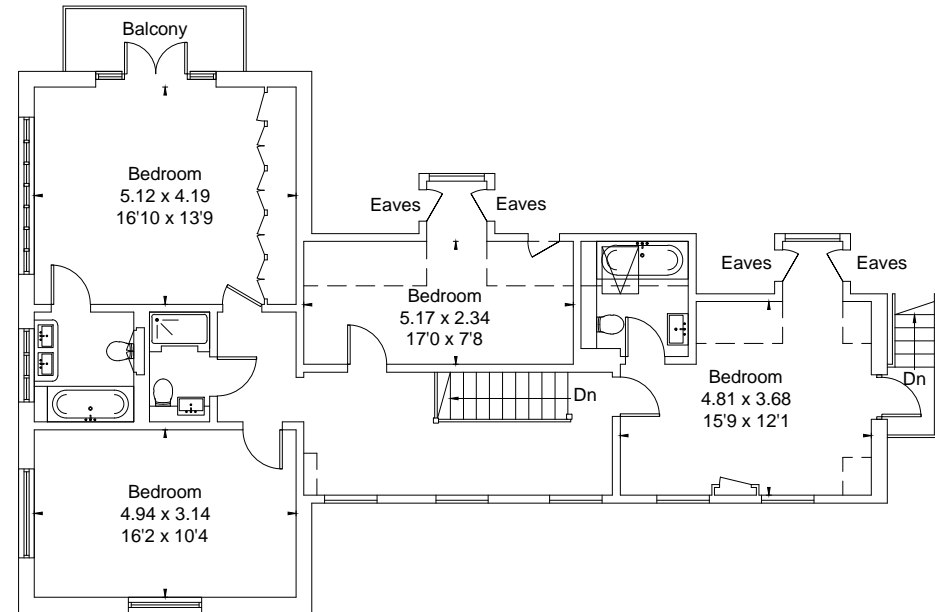 Balcony
Bedroom
5.12 x 4.19
16'10 x 13'9
Eaves
Eaves
Bedroom
5.17 x 2.34
17'0 x 7'8
Eaves
Eaves
Dn
Bedroom
4.81 x 3.68
15'9 x 12'1
Dn
Bedroom
4.94 x 3.14
16'2 x 10'4